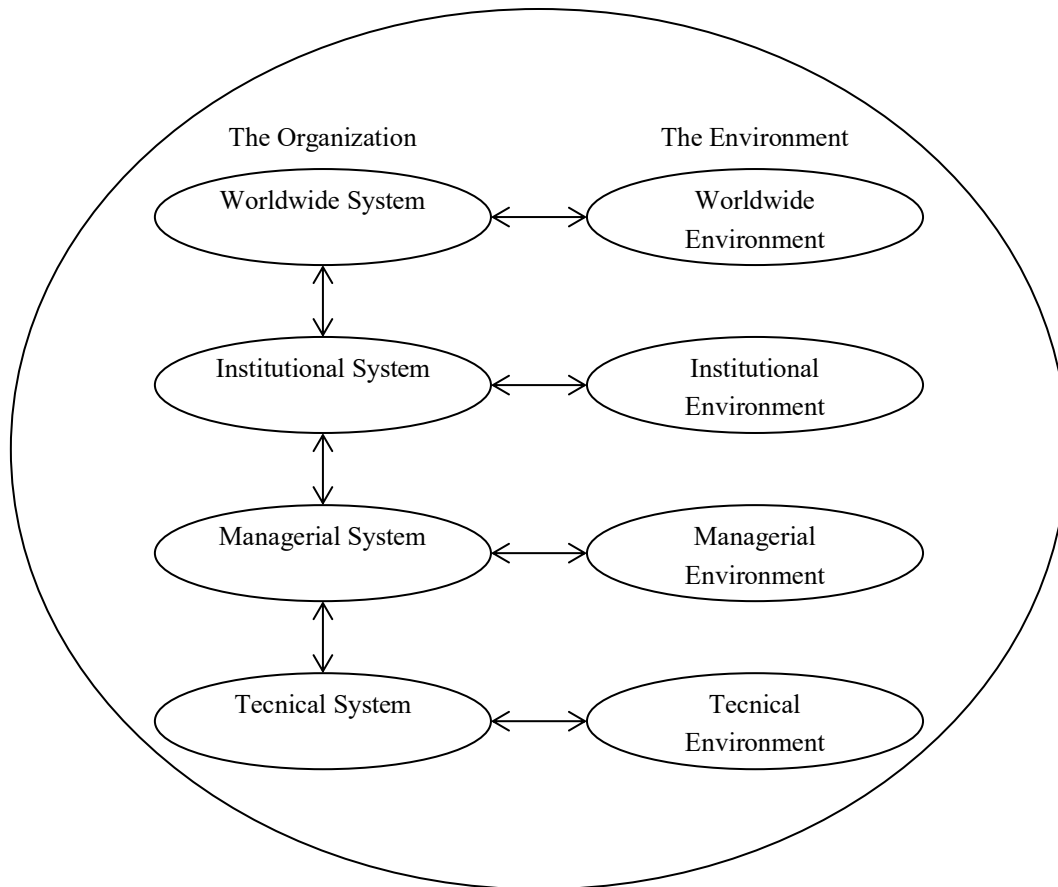 The Organization
The Environment
Worldwide System
Worldwide
Environment
Institutional System
Institutional
Environment
Managerial System
Managerial
Environment
Tecnical System
Tecnical
Environment